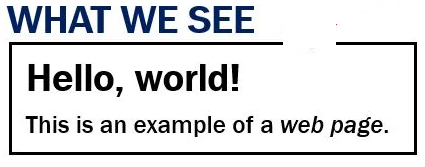 WHAT WE SEE
Hello, world!
This is an example of a web page.